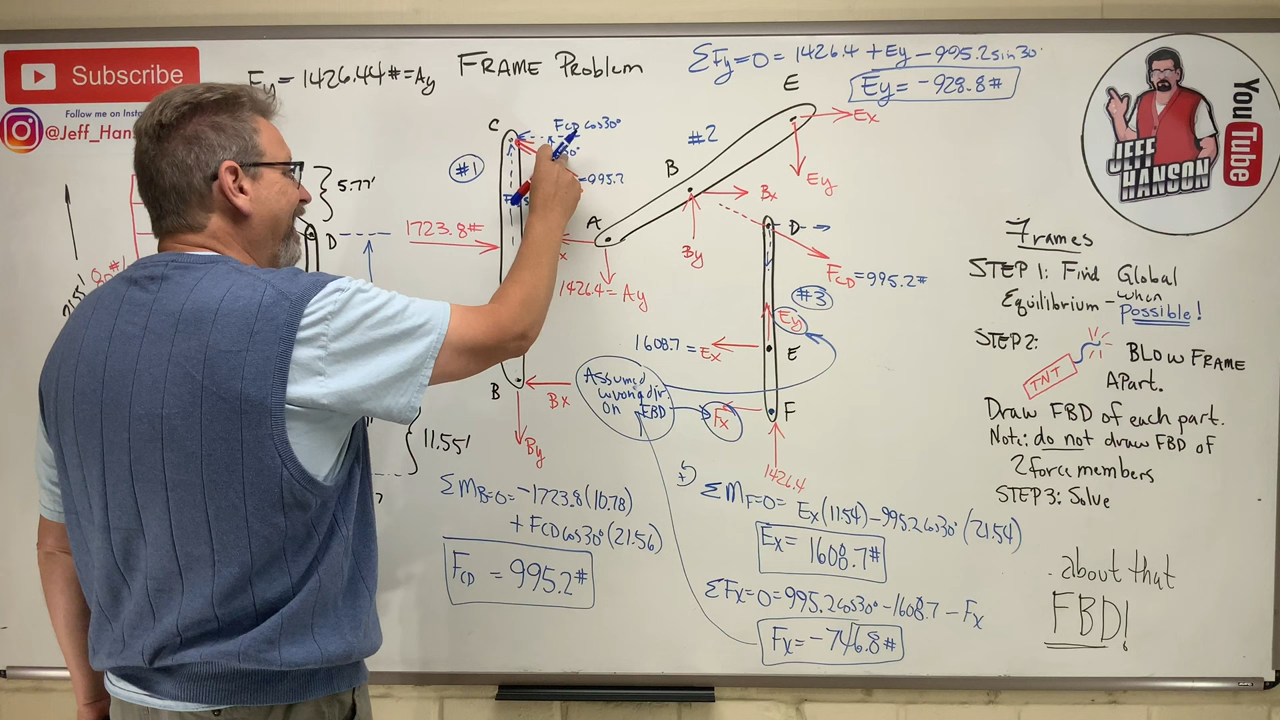 Subscribe
Follow me on Inst
@Jeff_Han
Fy = 1426.44# = Ay
FRAME Problem
ΣFy=0= 1426.4 + Ey - 995.2 sin30°
Ey = -928.8#
JEFF HANSON
You Tube
C
#1
FCD cos30°
=995.2
1723.8#
B
Bx
By
5.77'
D
11.55'
E
Ex
Ey
#2
B
Bx
By
A
1426.4 = Ay
D
FCD=995.2#
#3
Ey
1608.7 = Ex
E
Fx
F
1426.4
Assumed
wrong dir.
on FBD
ΣMB=0= -1723.8(10.78)
+ FCD cos30°(21.56)
FCD = 995.2#
ΣMF=0= Ex(11.54) - 995.2 cos30°(21.54)
Ex = 1608.7#
ΣFx=0= 995.2 cos30° - 1608.7 - Fx
Fx = -746.8#
Frames
STEP 1: Find Global
Equilibrium - when
possible!
STEP 2:
TNT
BLOW FRAME
APart.
Draw FBD of each part.
Note: do not draw FBD of
2 force members
STEP 3: Solve
about that
FBD!